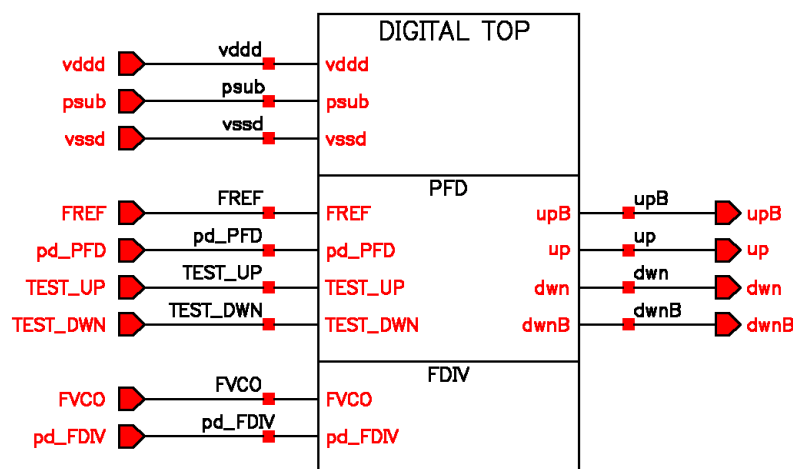 DIGITAL TOP
vddd vddd vddd
psub psub psub
vssd vssd vssd
PFD
FREF FREF FREF upB upB upB
pd_PFD pd_PFD pd_PFD up up up
TEST_UP TEST_UP TEST_UP dwn dwn dwn
TEST_DWN TEST_DWN TEST_DWN dwnB dwnB dwnB
FDIV
FVCO FVCO FVCO
pd_FDIV pd_FDIV pd_FDIV